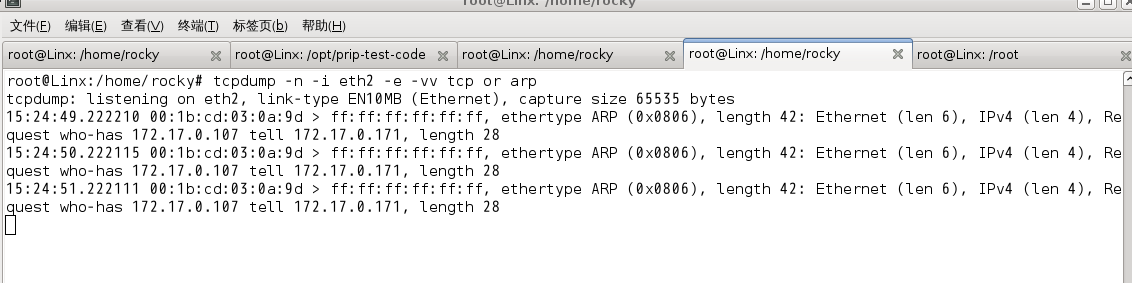 root@Linx: /home/rocky
文件(F) 编辑(E) 查看(V) 终端(T) 标签页(b) 帮助(H)
root@Linx: /home/rocky root@Linx: /opt/prip-test-code root@Linx: /home/rocky root@Linx: /home/rocky root@Linx: /root
root@Linx:/home/rocky# tcpdump -n -i eth2 -e -vv tcp or arp
tcpdump: listening on eth2, link-type EN10MB (Ethernet), capture size 65535 bytes
15:24:49.222210 00:1b:cd:03:0a:9d > ff:ff:ff:ff:ff:ff, ethertype ARP (0x0806), length 42: Ethernet (len 6), IPv4 (len 4), Re
quest who-has 172.17.0.107 tell 172.17.0.171, length 28
15:24:50.222115 00:1b:cd:03:0a:9d > ff:ff:ff:ff:ff:ff, ethertype ARP (0x0806), length 42: Ethernet (len 6), IPv4 (len 4), Re
quest who-has 172.17.0.107 tell 172.17.0.171, length 28
15:24:51.222111 00:1b:cd:03:0a:9d > ff:ff:ff:ff:ff:ff, ethertype ARP (0x0806), length 42: Ethernet (len 6), IPv4 (len 4), Re
quest who-has 172.17.0.107 tell 172.17.0.171, length 28